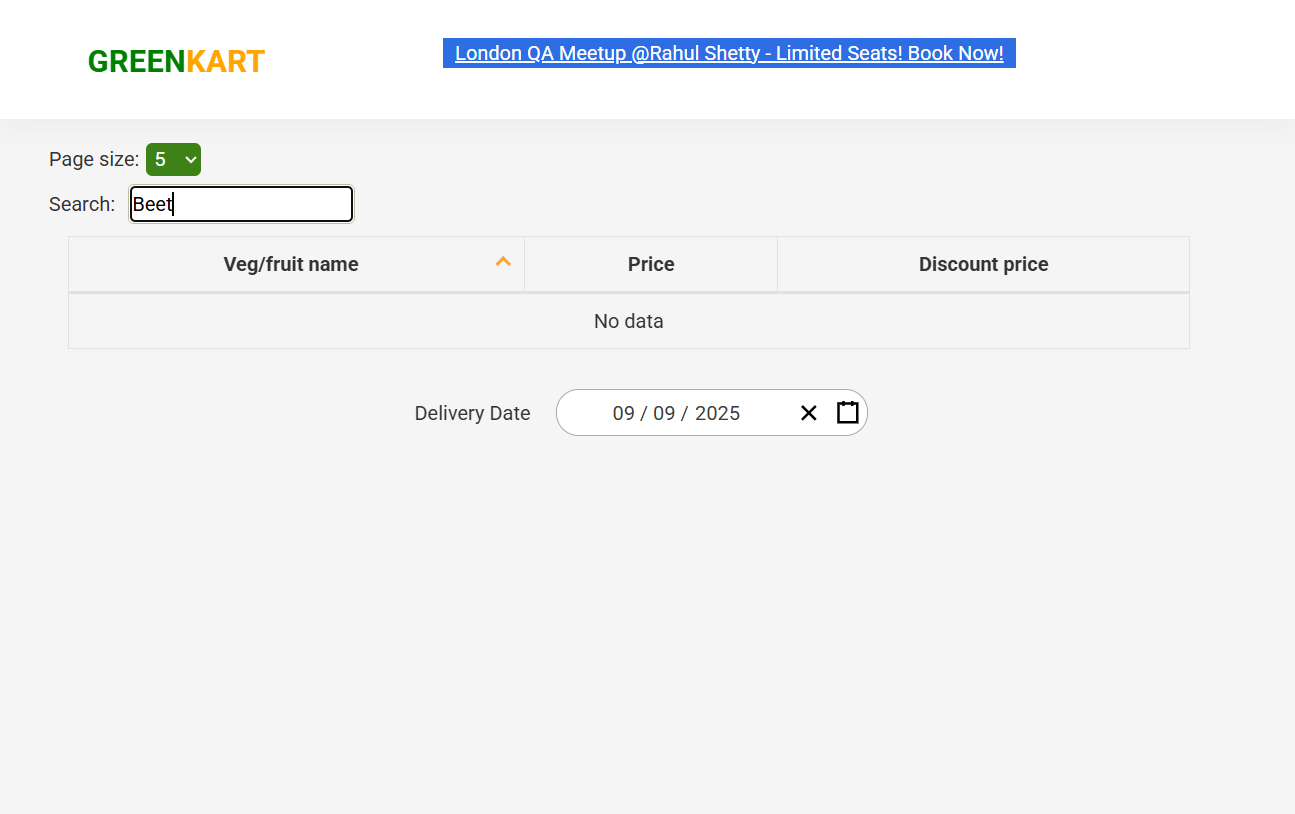 GREENKART
London QA Meetup @Rahul Shetty - Limited Seats! Book Now!
Page size: 5
Search: Beet
Veg/fruit name Price Discount price
No data
Delivery Date 09 / 09 / 2025